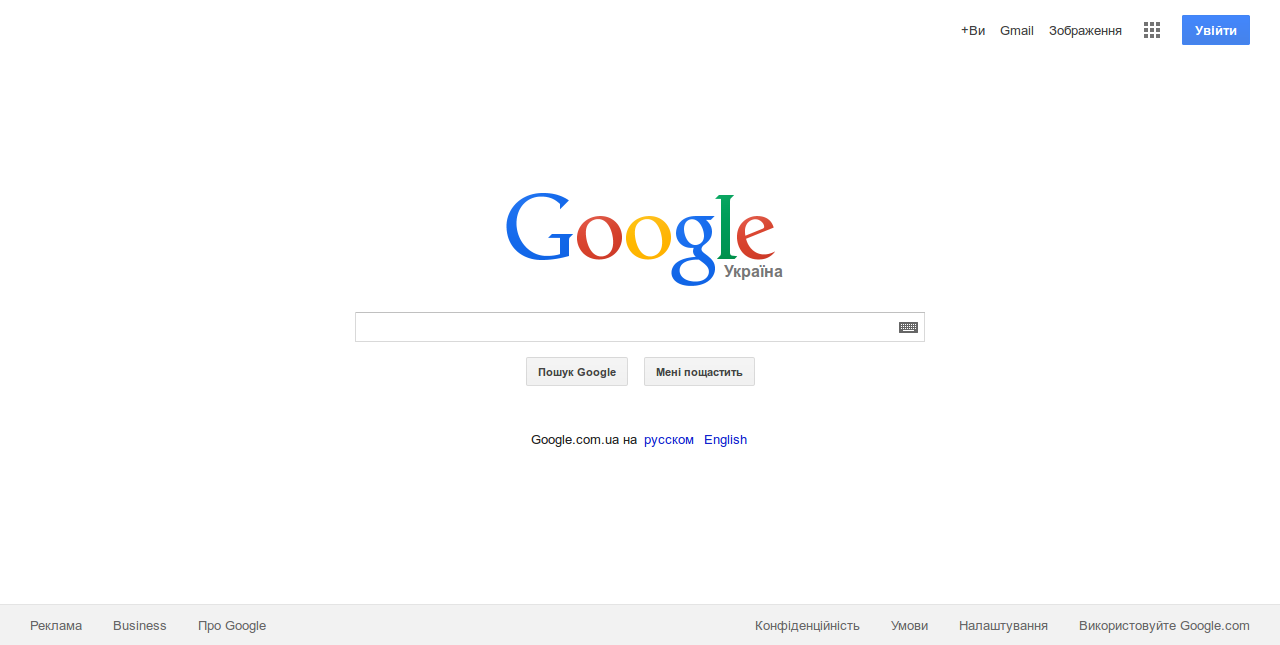 +Ви Gmail Зображення Увійти
Google
Україна
Пошук Google Мені пощастить
Google.com.ua на русском English
Реклама Business Про Google Конфіденційність Умови Налаштування Використовуйте Google.com